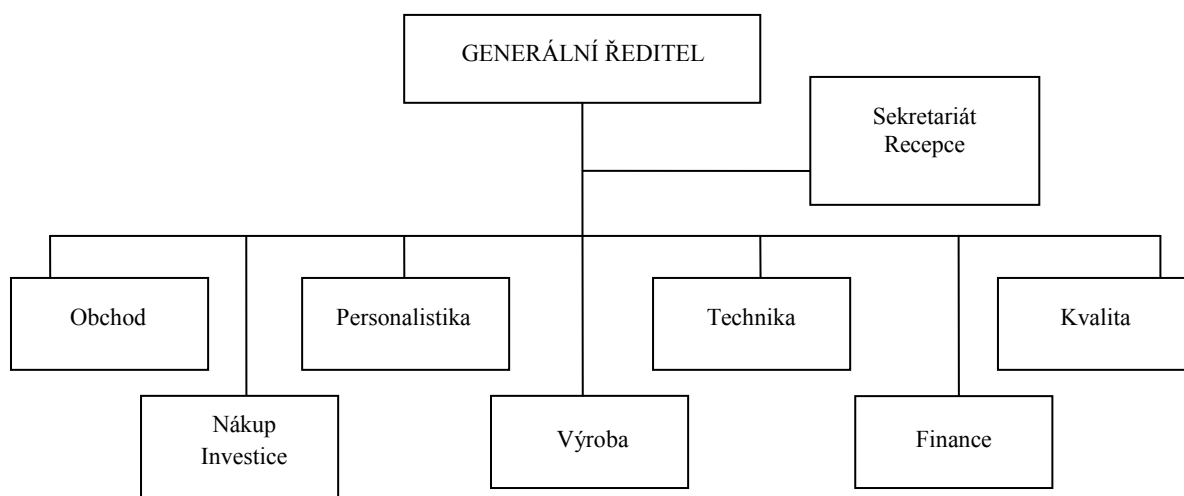 GENERÁLNÍ ŘEDITEL
Sekretariát
Recepce
Obchod
Personalistika
Technika
Kvalita
Nákup
Investice
Výroba
Finance